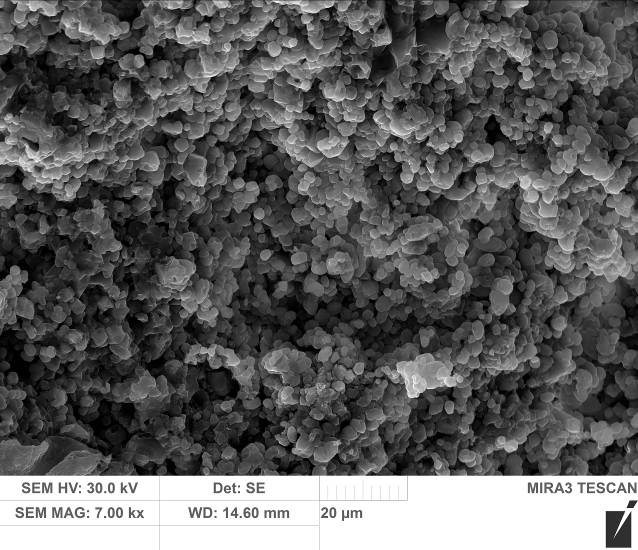 SEM HV: 30.0 kV Det: SE MIRA3 TESCAN
SEM MAG: 7.00 kx WD: 14.60 mm 20 µm